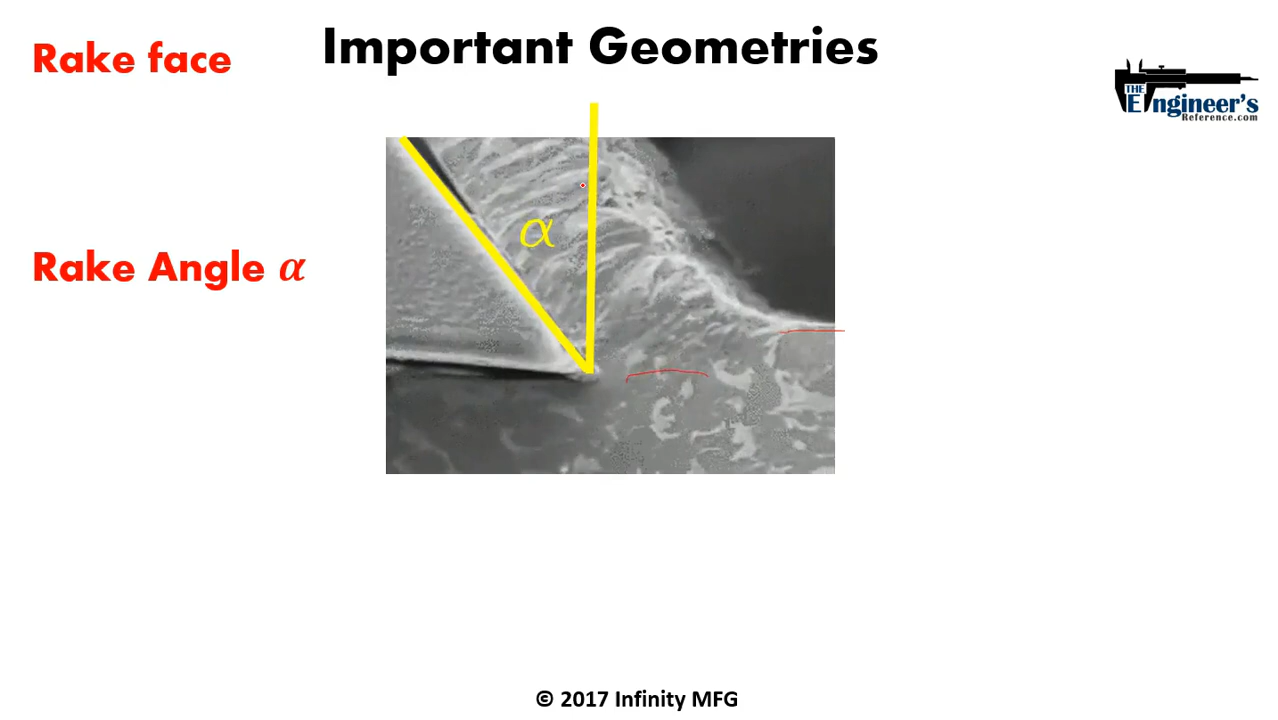 Important Geometries
Rake face
THE
Engineer's
Reference.com
α
Rake Angle α
© 2017 Infinity MFG